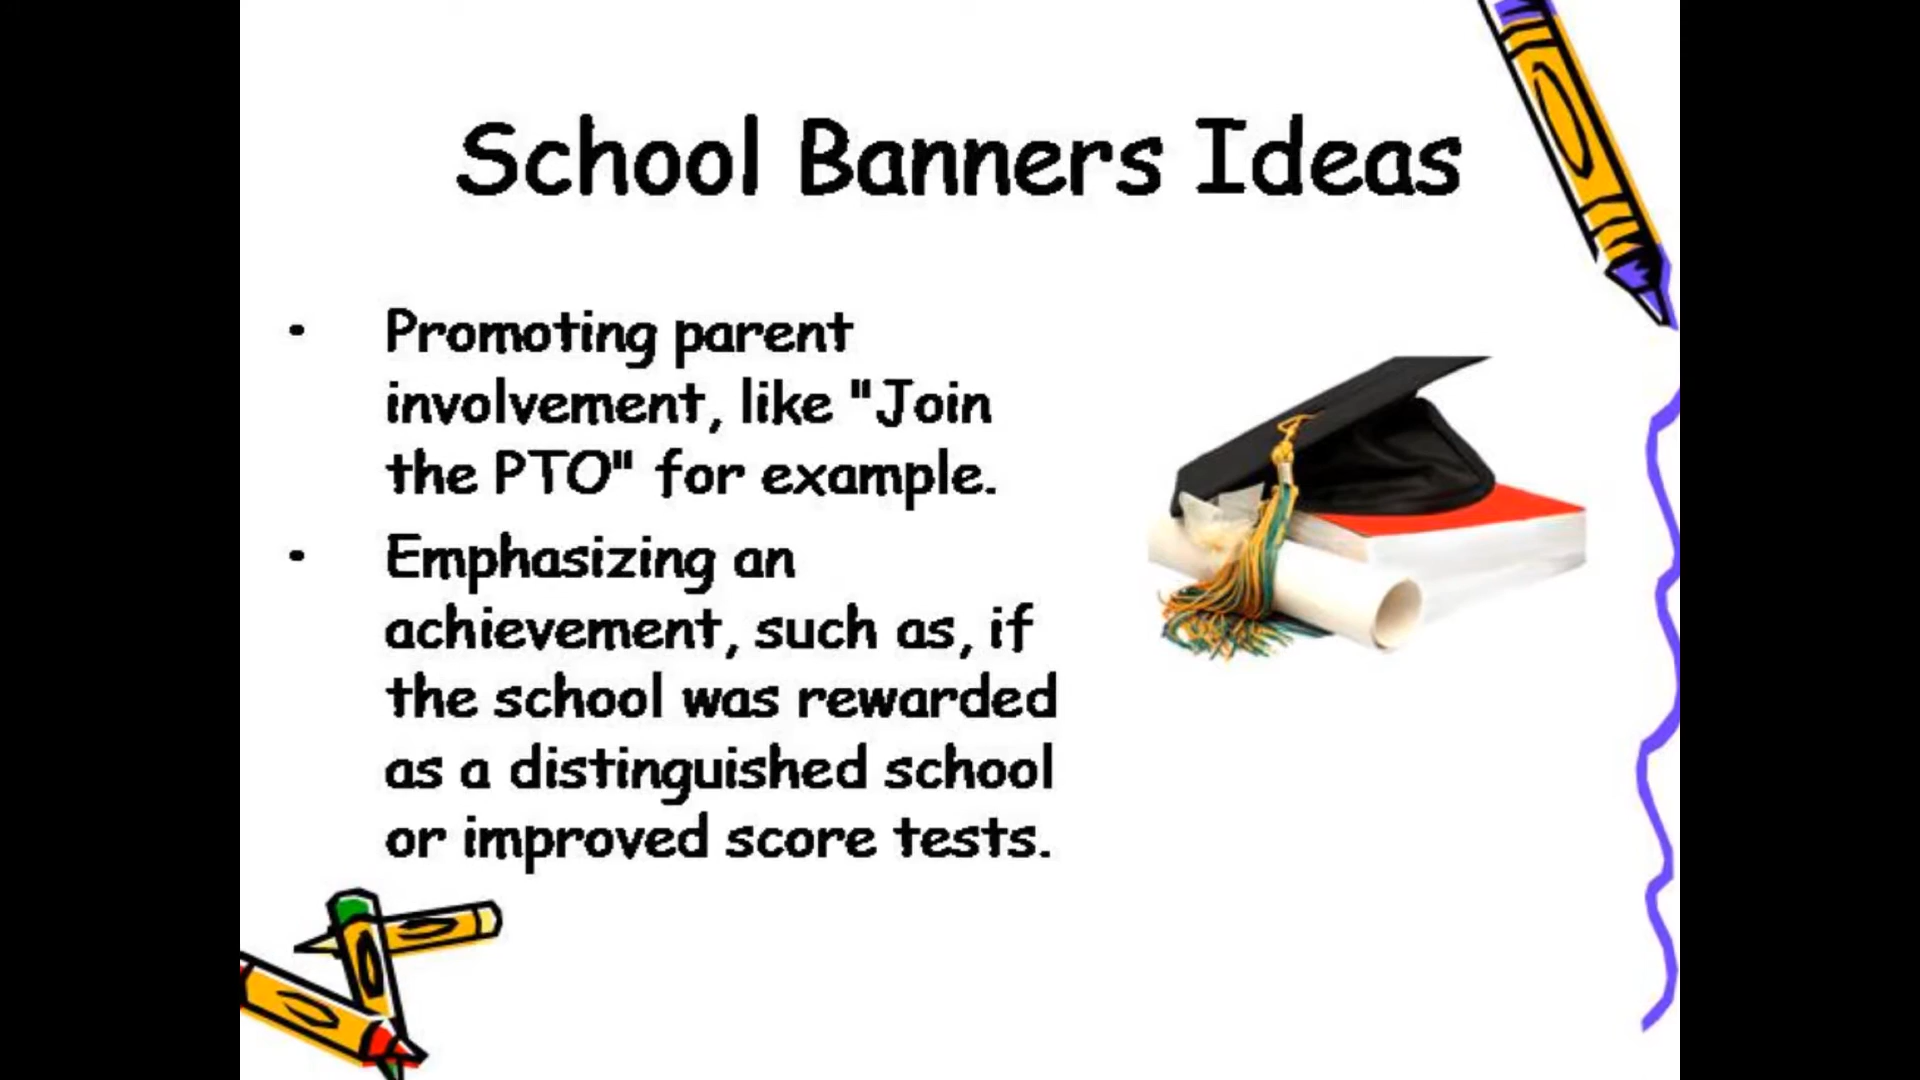 School Banners Ideas
• Promoting parent
involvement, like "Join
the PTO" for example.
• Emphasizing an
achievement, such as, if
the school was rewarded
as a distinguished school
or improved score tests.